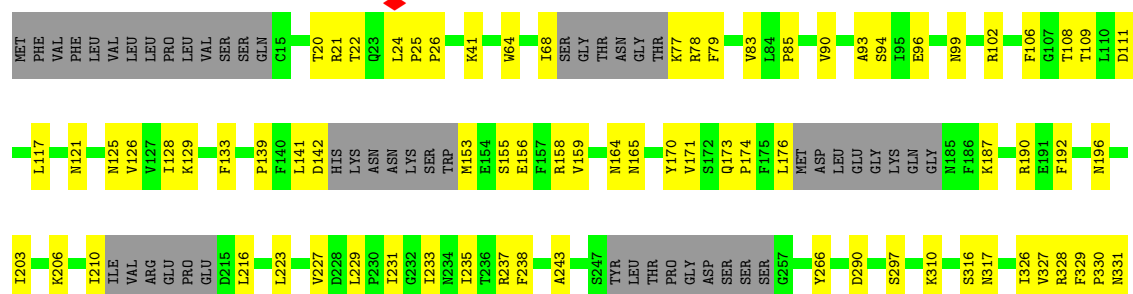 MET PHE VAL PHE LEU VAL LEU LEU PRO LEU VAL SER SER GLN C15 T20 R21 T22 Q23 L24 P25 P26 K41 W64 I68 SER GLY THR ASN GLY THR K77 R78 F79 V83 L84 P85 V90 A93 S94 I95 E96 N99 R102 F106 G107 T108 T109 L110 D111
L117 N121 N125 V126 V127 I128 K129 F133 P139 F140 L141 D142 HIS LYS ASN ASN LYS SER TRP M153 E154 S155 E156 F157 R158 V159 N164 N165 Y170 V171 S172 Q173 P174 F175 L176 MET ASP LEU GLU GLY LYS GLN GLY N185 F186 K187 R190 E191 F192 N196
I203 K206 I210 ILE VAL ARG GLU PRO GLU D215 L216 L223 V227 D228 L229 P230 I231 G232 I233 N234 I235 T236 R237 F238 A243 S247 TYR LEU THR PRO GLY ASP SER SER SER G257 Y266 D290 S297 K310 S316 N317 I326 V327 R328 F329 P330 N331